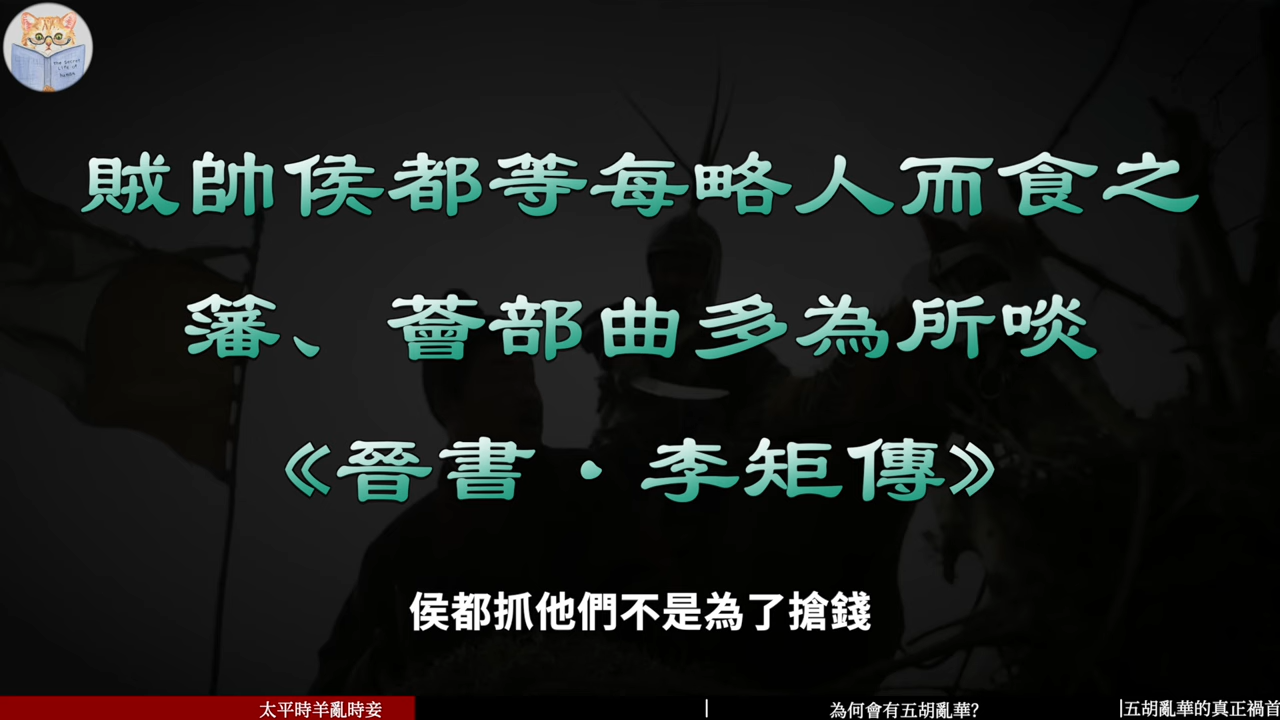 賊帥侯都等每略人而食之
藩、薈部曲多為所啖
《晉書·李矩傳》
侯都抓他們不是為了搶錢
太平時羊亂時妾
為何會有五胡亂華?
五胡亂華的真正禍首